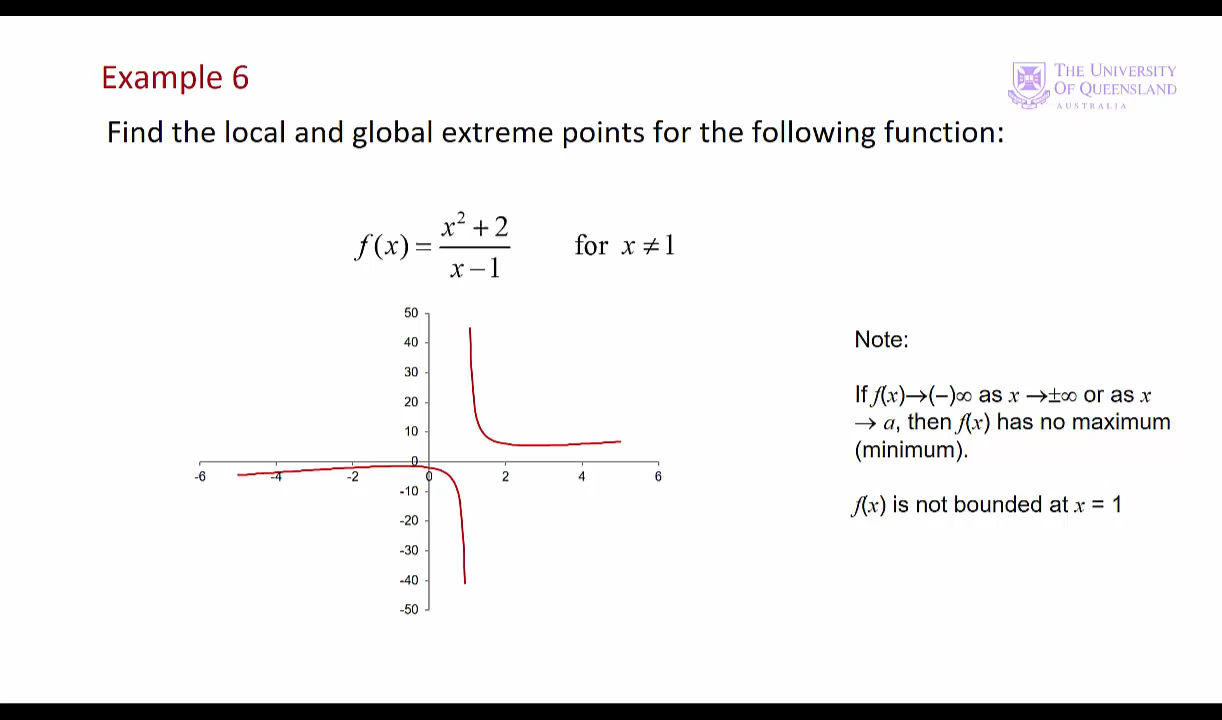 Example 6
THE UNIVERSITY
OF QUEENSLAND
AUSTRALIA
Find the local and global extreme points for the following function:
f(x) = \frac{x^2 + 2}{x − 1} for x ≠ 1
50
40
30
20
10
0
-6 -4 -2 0 2 4 6
-10
-20
-30
-40
-50
Note:
If f(x)→(−)∞ as x →±∞ or as x
→ a, then f(x) has no maximum
(minimum).
f(x) is not bounded at x = 1